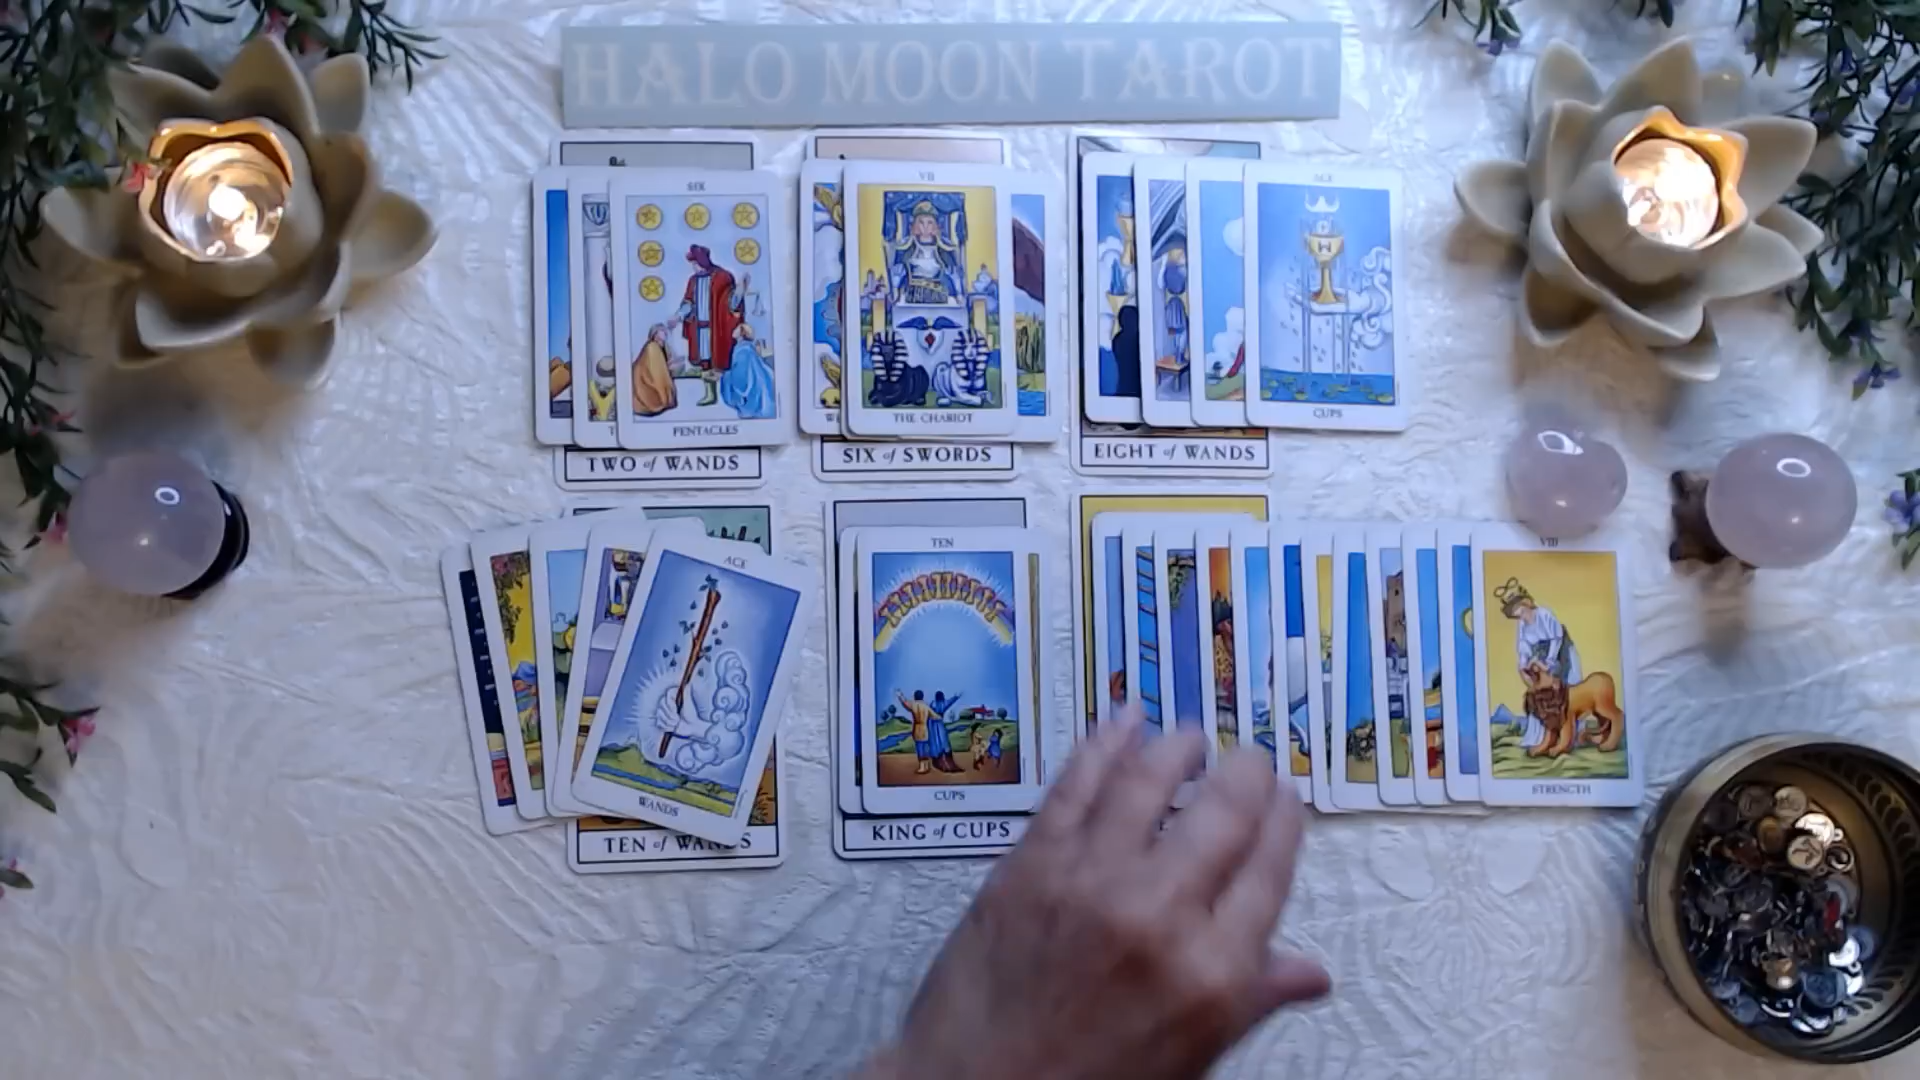 HALO MOON TAROT
SIX
PENTACLES
TWO of WANDS
VII
THE CHARIOT
SIX of SWORDS
ACE
CUPS
EIGHT of WANDS
ACE
WANDS
TEN of WANDS
TEN
CUPS
KING of CUPS
VIII
STRENGTH